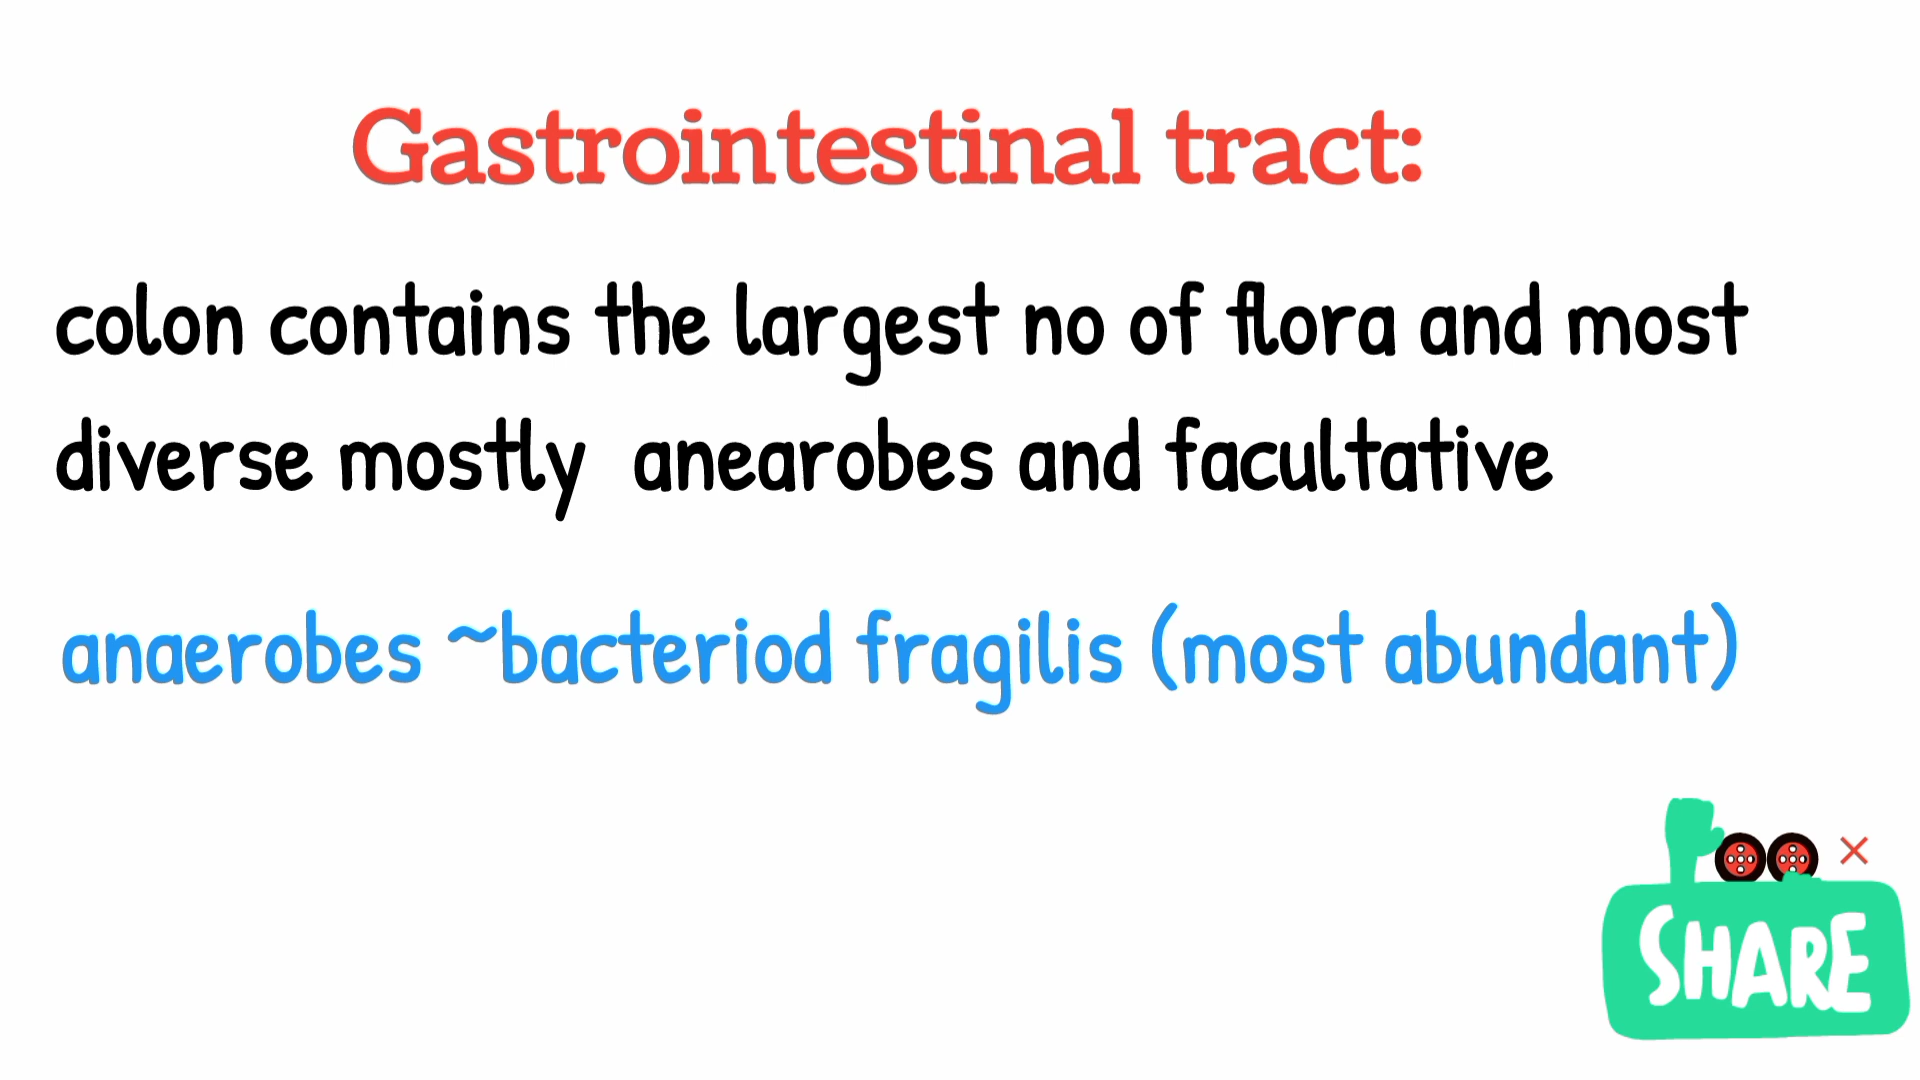 Gastrointestinal tract:
colon contains the largest no of flora and most
diverse mostly  anearobes and facultative
anaerobes ~bacteriod fragilis (most abundant)
SHARE